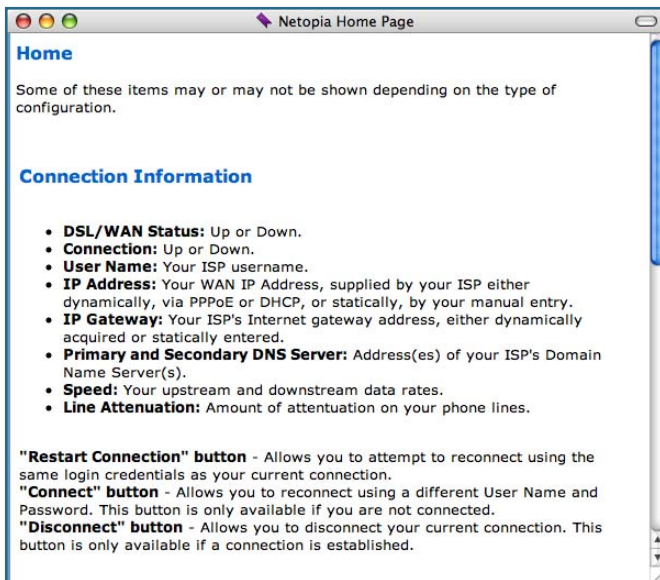 Netopia Home Page
Home
Some of these items may or may not be shown depending on the type of
configuration.
Connection Information
• DSL/WAN Status: Up or Down.
• Connection: Up or Down.
• User Name: Your ISP username.
• IP Address: Your WAN IP Address, supplied by your ISP either
dynamically, via PPPoE or DHCP, or statically, by your manual entry.
• IP Gateway: Your ISP's Internet gateway address, either dynamically
acquired or statically entered.
• Primary and Secondary DNS Server: Address(es) of your ISP's Domain
Name Server(s).
• Speed: Your upstream and downstream data rates.
• Line Attenuation: Amount of attentuation on your phone lines.
"Restart Connection" button - Allows you to attempt to reconnect using the
same login credentials as your current connection.
"Connect" button - Allows you to reconnect using a different User Name and
Password. This button is only available if you are not connected.
"Disconnect" button - Allows you to disconnect your current connection. This
button is only available if a connection is established.